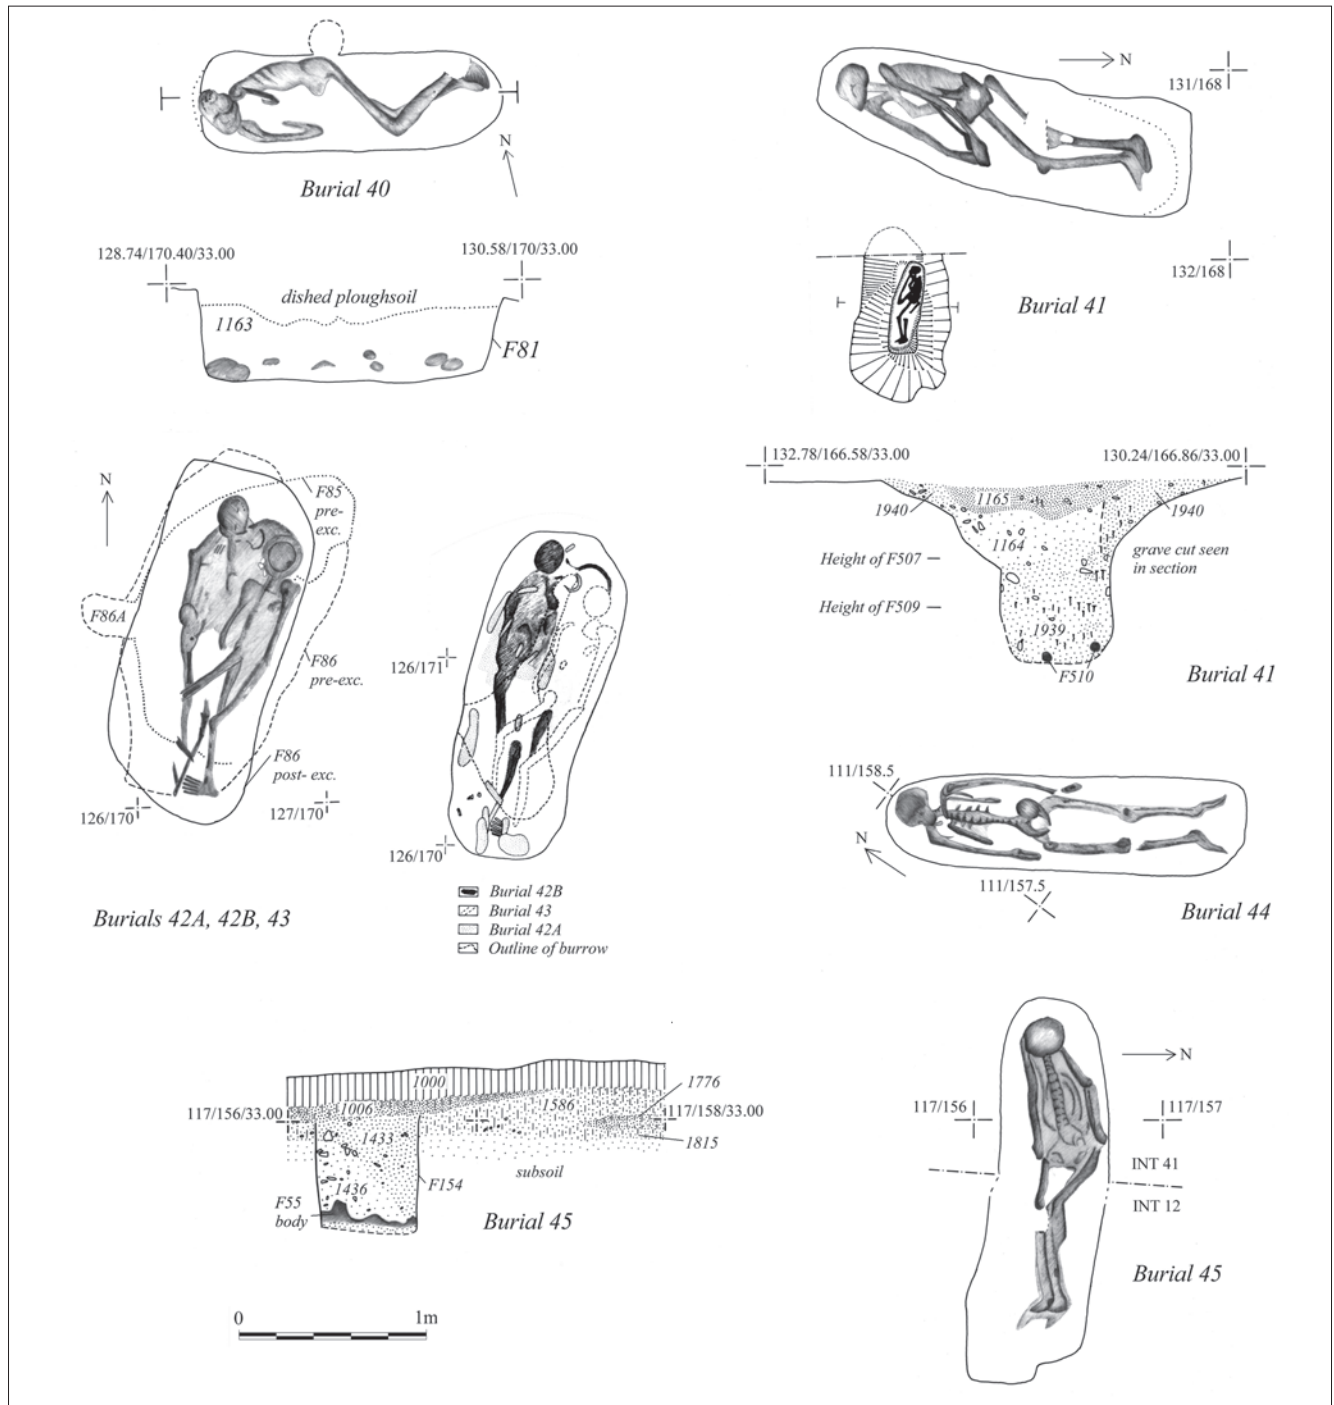 N
Burial 40
128.74/170.40/33.00
130.58/170/33.00
dished ploughsoil
1163
F81
N
131/168
132/168
Burial 41
132.78/166.58/33.00
130.24/166.86/33.00
1165
1940
1940
1164
Height of F507
grave cut seen
in section
Height of F509
1939
F510
Burial 41
N
F85
pre-
exc.
F86A
F86
pre-exc.
F86
post- exc.
126/170
127/170
126/171
126/170
Burial 42B
Burial 43
Burial 42A
Outline of burrow
Burials 42A, 42B, 43
111/158.5
N
111/157.5
Burial 44
1000
1776
117/156/33.00
1006
1586
117/158/33.00
1433
1815
subsoil
1436
F154
F55
body
Burial 45
N
117/156
117/157
INT 41
INT 12
Burial 45
0
1m